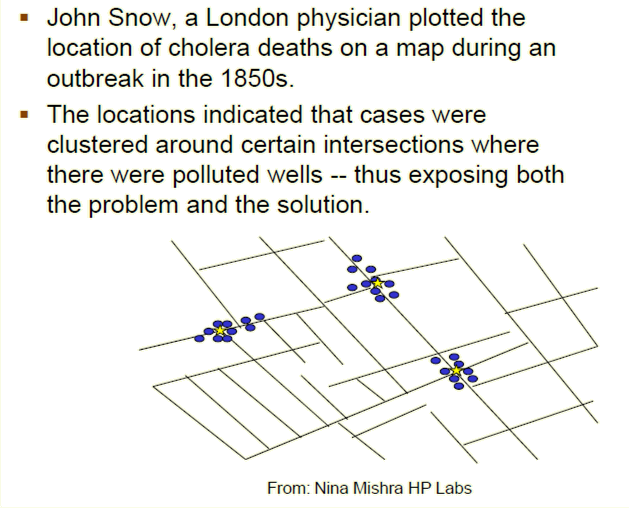 ▪ John Snow, a London physician plotted the
location of cholera deaths on a map during an
outbreak in the 1850s.
▪ The locations indicated that cases were
clustered around certain intersections where
there were polluted wells -- thus exposing both
the problem and the solution.
From: Nina Mishra HP Labs